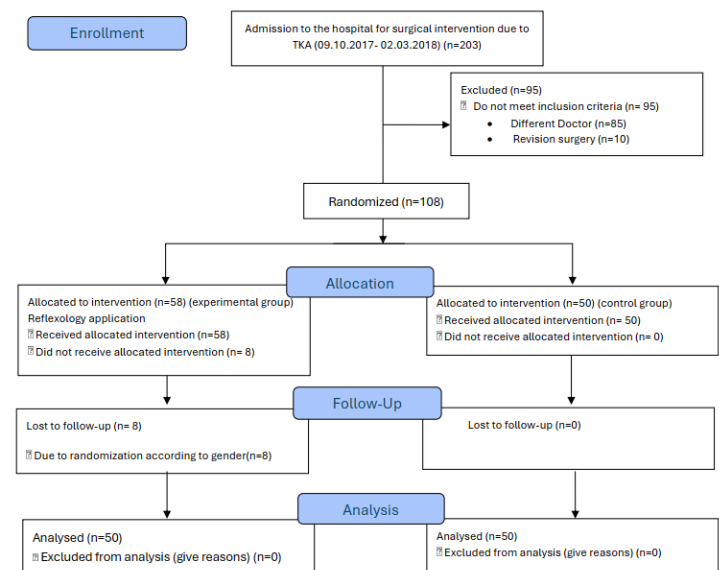 Enrollment
Admission to the hospital for surgical intervention due to
TKA (09.10.2017- 02.03.2018) (n=203)
Excluded (n=95)
Do not meet inclusion criteria (n= 95)
• Different Doctor (n=85)
• Revision surgery (n=10)
Randomized (n=108)
Allocation
Allocated to intervention (n=58) (experimental group)
Reflexology application
Received allocated intervention (n=58)
Did not receive allocated intervention (n= 8)
Allocated to intervention (n=50) (control group)
Received allocated intervention (n= 50)
Did not receive allocated intervention (n= 0)
Follow-Up
Lost to follow-up (n= 8)
Due to randomization according to gender(n=8)
Lost to follow-up (n=0)
Analysis
Analysed (n=50)
Excluded from analysis (give reasons) (n=0)
Analysed (n=50)
Excluded from analysis (give reasons) (n=0)